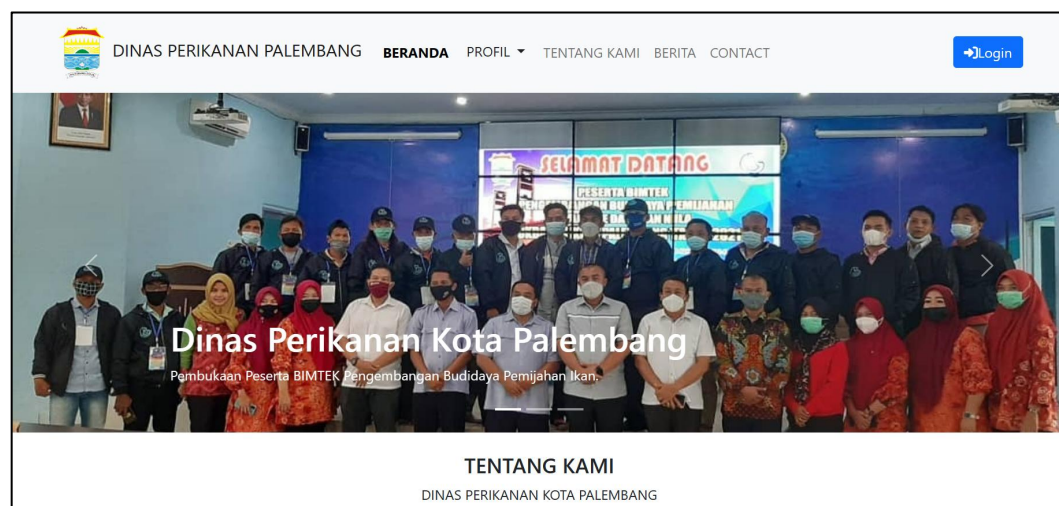 DINAS PERIKANAN PALEMBANG BERANDA PROFIL TENTANG KAMI BERITA CONTACT Login
SELAMAT DATANG
PESERTA BIMTEK
Dinas Perikanan Kota Palembang
Pembukaan Peserta BIMTEK Pengembangan Budidaya Pemijahan Ikan.
TENTANG KAMI
DINAS PERIKANAN KOTA PALEMBANG